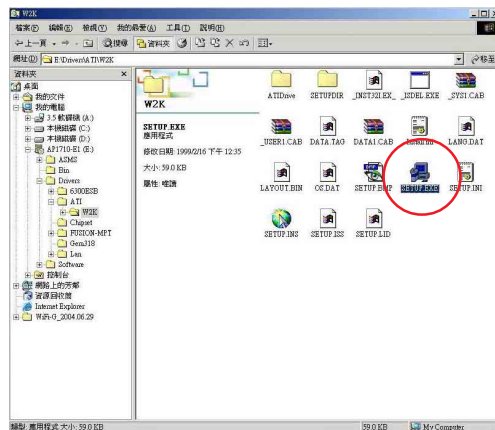 W2K
檔案(F) 編輯(E) 檢視(V) 我的最愛(A) 工具(T) 說明(H)
上一頁 搜尋 資料夾
網址(D) E:\Drivers\ATI\W2K 移至
資料夾
桌面
我的文件
我的電腦
3.5 軟碟機 (A:)
本機磁碟 (C:)
本機磁碟 (D:)
AP1710-E1 (E:)
ASMS
Bin
Drivers
6300ESB
ATI
W2K
Chipset
FUSION-MPT
Gem318
Lan
Software
控制台
網路上的芳鄰
資源回收筒
Internet Explorer
WiFi-G_2004.06.29
W2K
SETUP.EXE
應用程式
修改日期: 1999/2/16 下午 12:35
大小: 59.0 KB
屬性: 唯讀
ATIDrive SETUPDIR _INST32I.EX_ _ISDEL.EXE _SYS1.CAB
_USER1.CAB DATA.TAG DATA1.CAB LANG.DAT
LAYOUT.BIN OS.DAT SETUP.BMP SETUP.EXE SETUP.INI
SETUP.INS SETUP.ISS SETUP.LID
類型: 應用程式 大小: 59.0 KB 59.0 KB My Computer